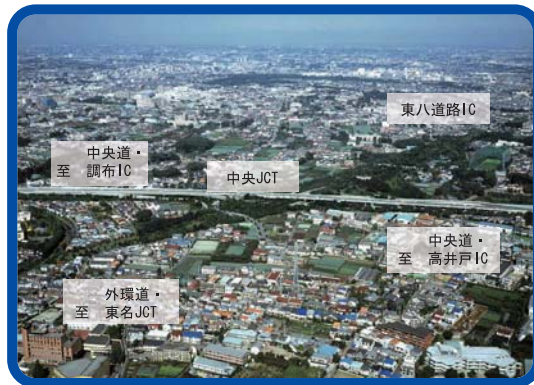 東八道路IC
中央道・
至　調布IC
中央JCT
中央道・
至　高井戸IC
外環道・
至　東名JCT